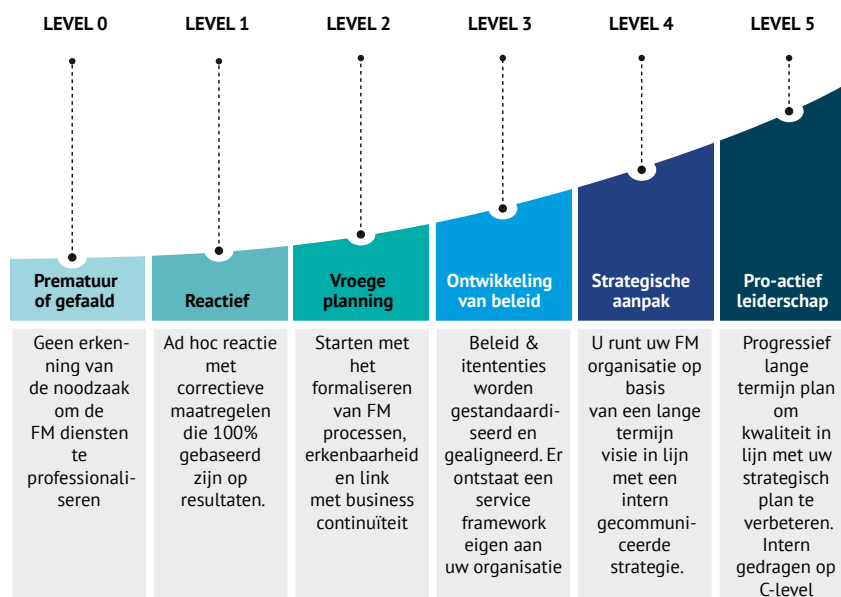 LEVEL 0
LEVEL 1
LEVEL 2
LEVEL 3
LEVEL 4
LEVEL 5
Prematuur
of gefaald
Reactief
Vroege
planning
Ontwikkeling
van beleid
Strategische
aanpak
Pro-actief
leiderschap
Geen erken-
ning van
de noodzaak
om de
FM diensten
te
professionali-
seren
Ad hoc reactie
met
correctieve
maatregelen
die 100%
gebaseerd
zijn op
resultaten.
Starten met
het
formaliseren
van FM
processen,
erkenbaarheid
en link
met business
continuïteit
Beleid &
itententies
worden
gestandaardi-
seerd en
gealigneerd. Er
ontstaat een
service
framework
eigen aan
uw organisatie
U runt uw FM
organisatie op
basis
van een lange
termijn
visie in lijn
met een
intern
gecommuni-
ceerde
strategie.
Progressief
lange
termijn plan
om
kwaliteit in
lijn met uw
strategisch
plan te
verbeteren.
Intern
gedragen op
C-level